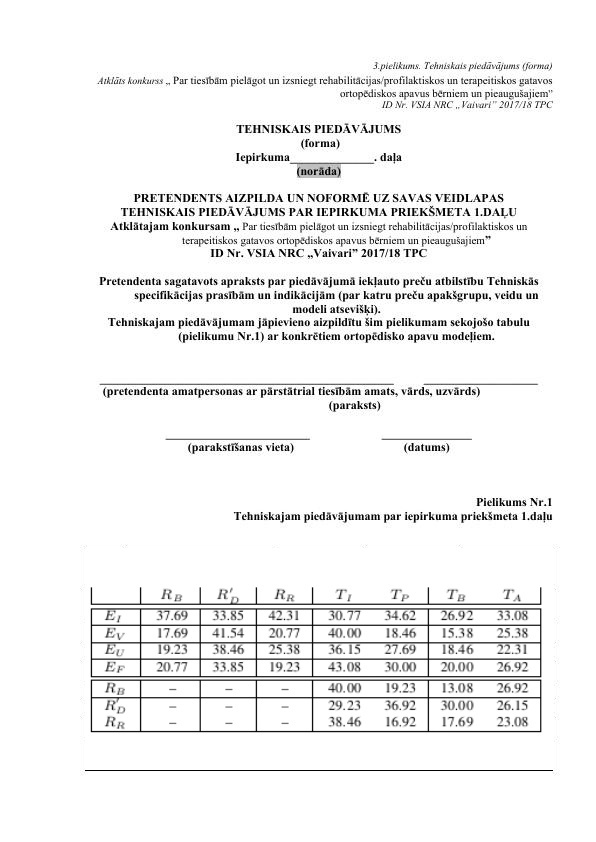 3.pielikums. Tehniskais piedāvājums (forma)
Atklāts konkurss „ Par tiesībām pielāgot un izsniegt rehabilitācijas/profilaktiskos un terapeitiskos gatavos
ortopēdiskos apavus bērniem un pieaugušajiem”
ID Nr. VSIA NRC „Vaivari” 2017/18 TPC
TEHNISKAIS PIEDĀVĀJUMS
(forma)
Iepirkuma______________. daļa
(norāda)
PRETENDENTS AIZPILDA UN NOFORMĒ UZ SAVAS VEIDLAPAS
TEHNISKAIS PIEDĀVĀJUMS PAR IEPIRKUMA PRIEKŠMETA 1.DAĻU
Atklātajam konkursam „ Par tiesībām pielāgot un izsniegt rehabilitācijas/profilaktiskos un
terapeitiskos gatavos ortopēdiskos apavus bērniem un pieaugušajiem”
ID Nr. VSIA NRC „Vaivari” 2017/18 TPC
Pretendenta sagatavots apraksts par piedāvājumā iekļauto preču atbilstību Tehniskās
specifikācijas prasībām un indikācijām (par katru preču apakšgrupu, veidu un
modeli atsevišķi).
Tehniskajam piedāvājumam jāpievieno aizpildītu šim pielikumam sekojošo tabulu
(pielikumu Nr.1) ar konkrētiem ortopēdisko apavu modeļiem.
(pretendenta amatpersonas ar pārstātrial tiesībām amats, vārds, uzvārds)
(paraksts)
(parakstīšanas vieta) (datums)
Pielikums Nr.1
Tehniskajam piedāvājumam par iepirkuma priekšmeta 1.daļu
R_B R'_D R_R T_I T_P T_B T_A
E_I 37.69 33.85 42.31 30.77 34.62 26.92 33.08
E_V 17.69 41.54 20.77 40.00 18.46 15.38 25.38
E_U 19.23 38.46 25.38 36.15 27.69 18.46 22.31
E_F 20.77 33.85 19.23 43.08 30.00 20.00 26.92
R_B – – – 40.00 19.23 13.08 26.92
R'_D – – – 29.23 36.92 30.00 26.15
R_R – – – 38.46 16.92 17.69 23.08